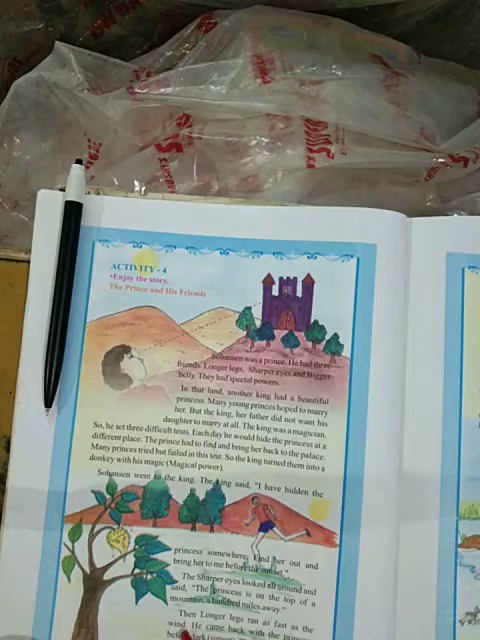 ACTIVITY - 4
•Enjoy the story.
The Prince and His Friends
Sohansen was a prince. He had three
friends. Longer legs, Sharper eyes and Bigger
belly. They had special powers.
In that land, another king had a beautiful
princess. Many young princes hoped to marry
her. But the king, her father did not want his
daughter to marry at all. The king was a magician.
So, he set three difficult tests. Each day he would hide the princess at a
different place. The prince had to find and bring her back to the palace.
Many princes tried but failed in this test. So the king turned them into a
donkey with his magic (Magical power).
Sohansen went to the king. The king said, "I have hidden the
princess somewhere. Find her out and
bring her to me before the sunset."
The Sharper eyes looked all around and
said, "The princess is on the top of a
mountain, a hundred miles away."
Then Longer legs ran as fast as the
wind. He came back with the